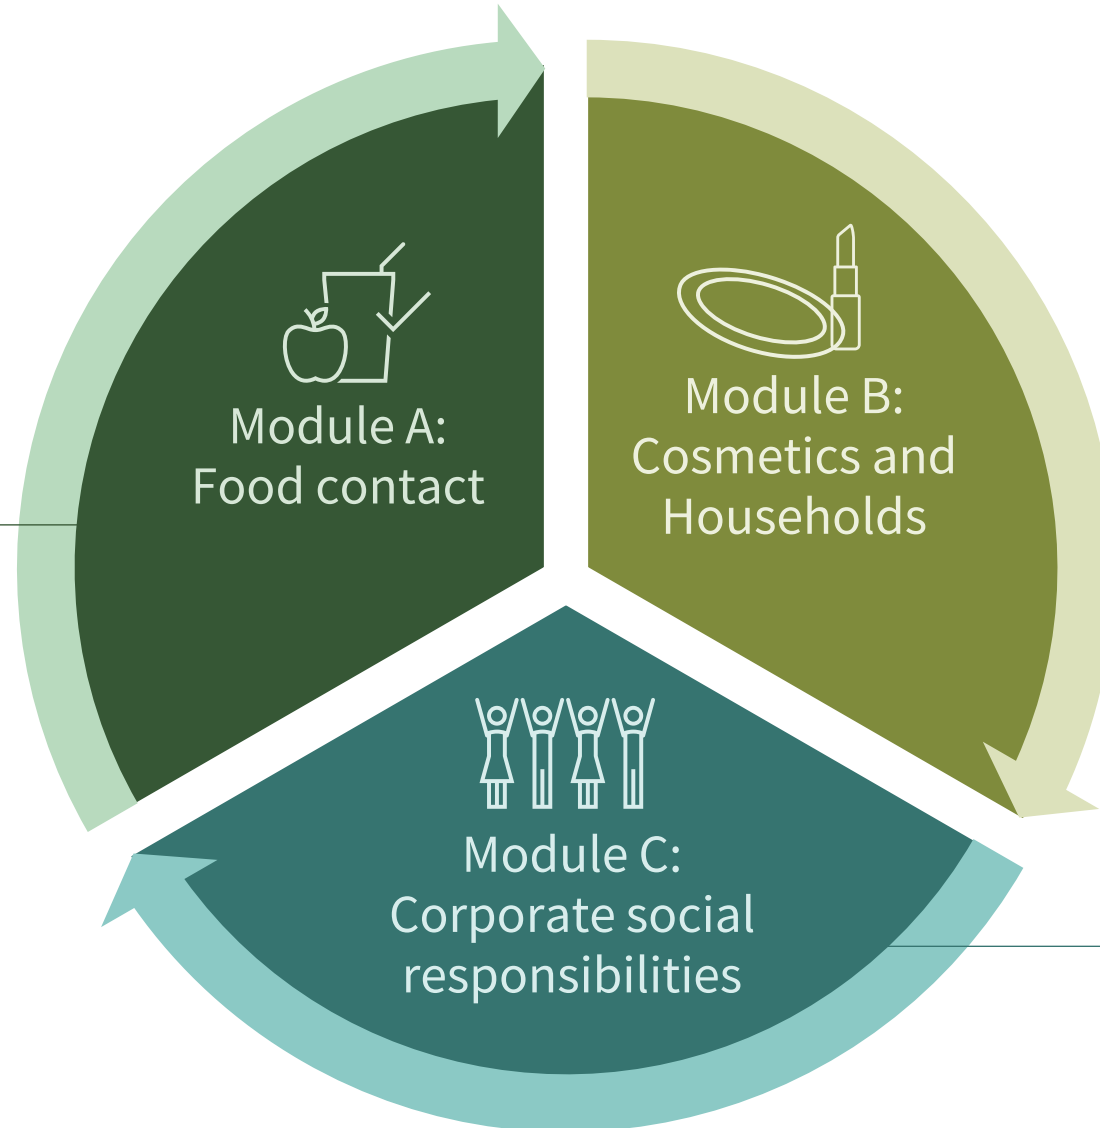 Module A:
Food contact
Module B:
Cosmetics and
Households
Module C:
Corporate social
responsibilities